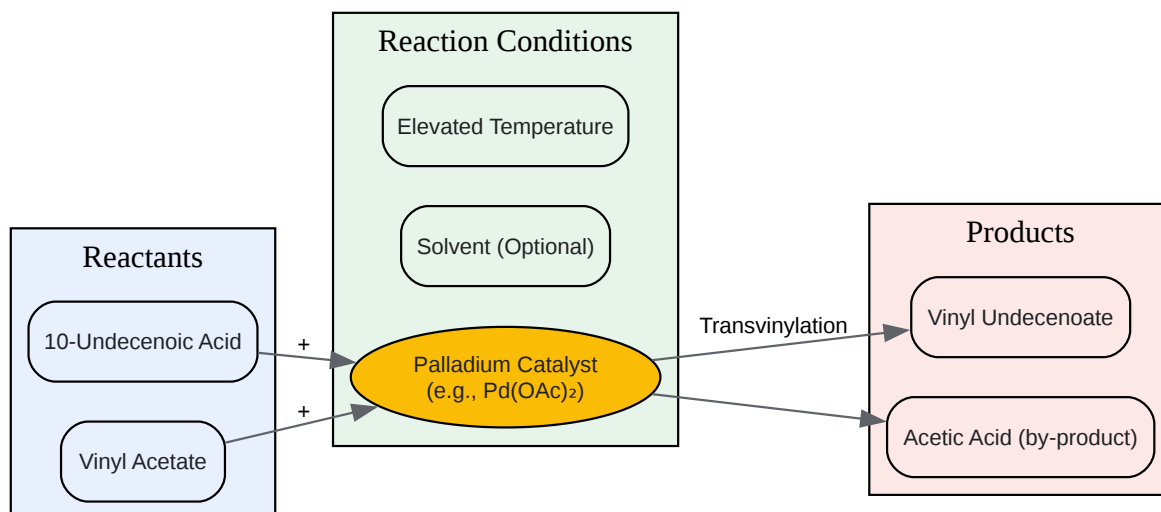 Reactants
10-Undecenoic Acid
Vinyl Acetate
+
+
Reaction Conditions
Elevated Temperature
Solvent (Optional)
Palladium Catalyst
(e.g., Pd(OAc)₂)
Transvinylation
Products
Vinyl Undecenoate
Acetic Acid (by-product)